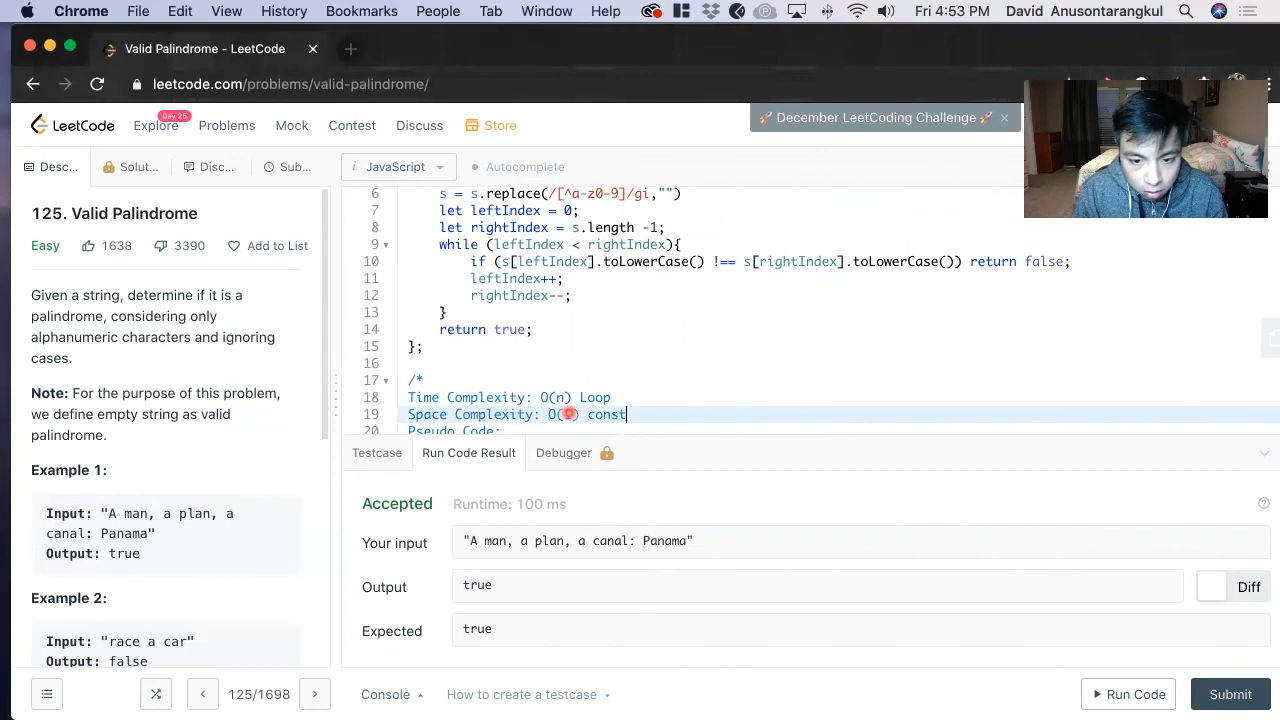 Chrome File Edit View History Bookmarks People Tab Window Help Fri 4:53 PM David Anusontarangkul
Valid Palindrome - LeetCode
leetcode.com/problems/valid-palindrome/
LeetCode Explore Day 25 Problems Mock Contest Discuss Store
🚀 December LeetCoding Challenge 🚀
Desc... Solut... Disc... Sub...
JavaScript Autocomplete
125. Valid Palindrome
Easy 1638 3390 Add to List
Given a string, determine if it is a
palindrome, considering only
alphanumeric characters and ignoring
cases.
Note: For the purpose of this problem,
we define empty string as valid
palindrome.
Example 1:
Input: "A man, a plan, a
canal: Panama"
Output: true
Example 2:
Input: "race a car"
Output: false
6 s = s.replace(/[^a-z0-9]/gi,"")
7 let leftIndex = 0;
8 let rightIndex = s.length -1;
9 while (leftIndex < rightIndex){
10 if (s[leftIndex].toLowerCase() !== s[rightIndex].toLowerCase()) return false;
11 leftIndex++;
12 rightIndex--;
13 }
14 return true;
15 };
16
17 /*
18 Time Complexity: O(n) Loop
19 Space Complexity: O( ) const
20 Pseudo Code:
Testcase Run Code Result Debugger
Accepted Runtime: 100 ms
Your input "A man, a plan, a canal: Panama"
Output true Diff
Expected true
125/1698 Console How to create a testcase Run Code Submit